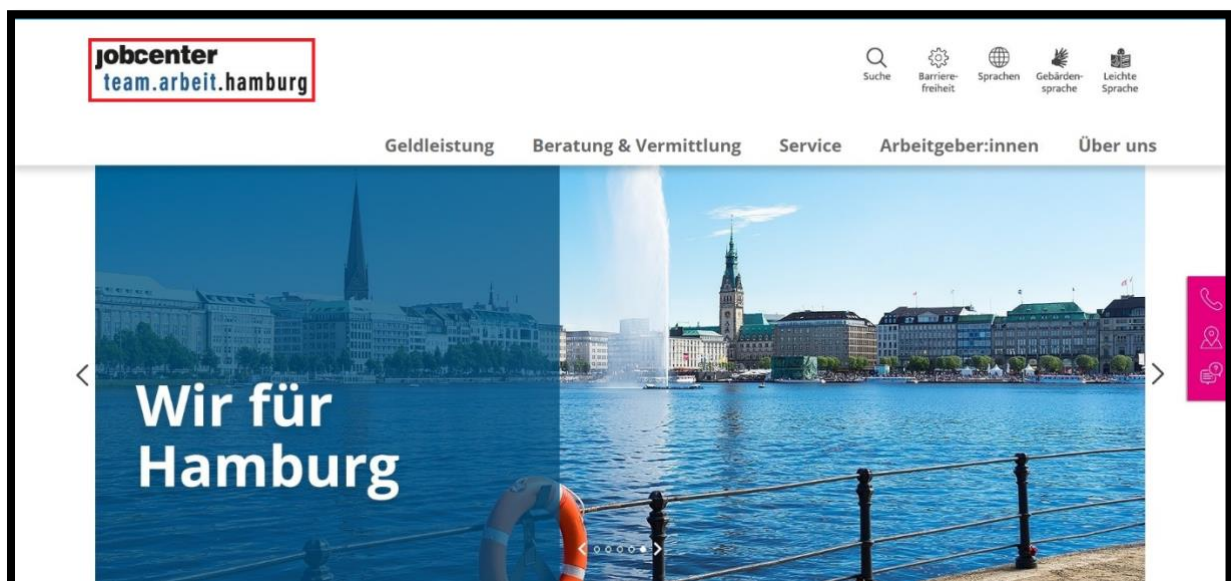 jobcenter
team.arbeit.hamburg
Suche
Barriere-
freiheit
Sprachen
Gebärden-
sprache
Leichte
Sprache
Geldleistung Beratung & Vermittlung Service Arbeitgeber:innen Über uns
Wir für
Hamburg